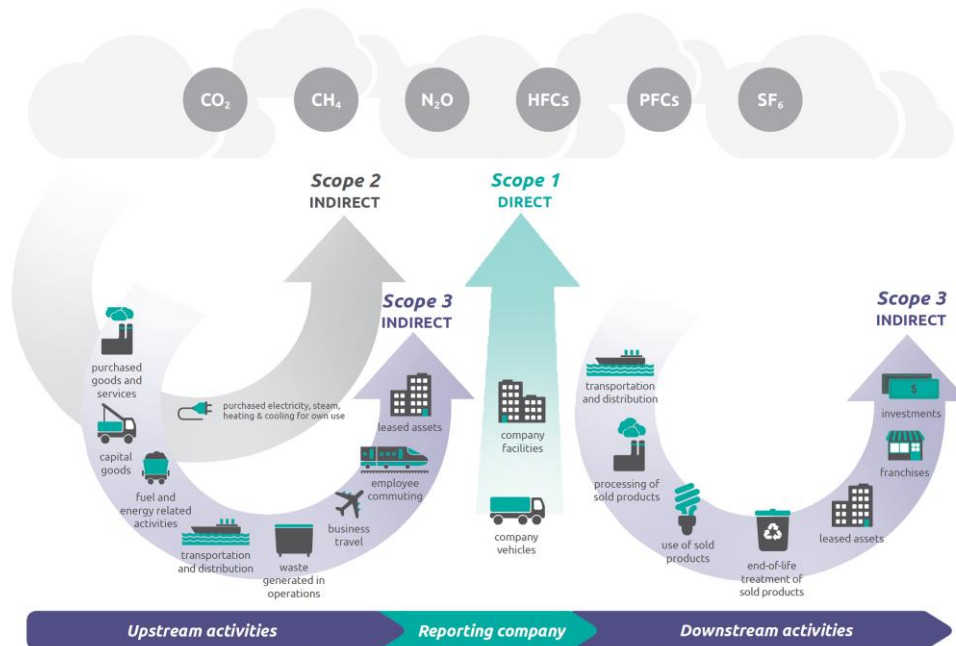 CO₂
CH₄
N₂O
HFCs
PFCs
SF₆
Scope 2
INDIRECT
Scope 1
DIRECT
Scope 3
INDIRECT
Scope 3
INDIRECT
purchased
goods and
services
capital
goods
fuel and
energy related
activities
transportation
and distribution
waste
generated in
operations
business
travel
employee
commuting
leased assets
purchased electricity, steam,
heating & cooling for own use
company
facilities
company
vehicles
transportation
and distribution
processing of
sold products
use of sold
products
end-of-life
treatment of
sold products
leased assets
franchises
$
investments
Upstream activities
Reporting company
Downstream activities